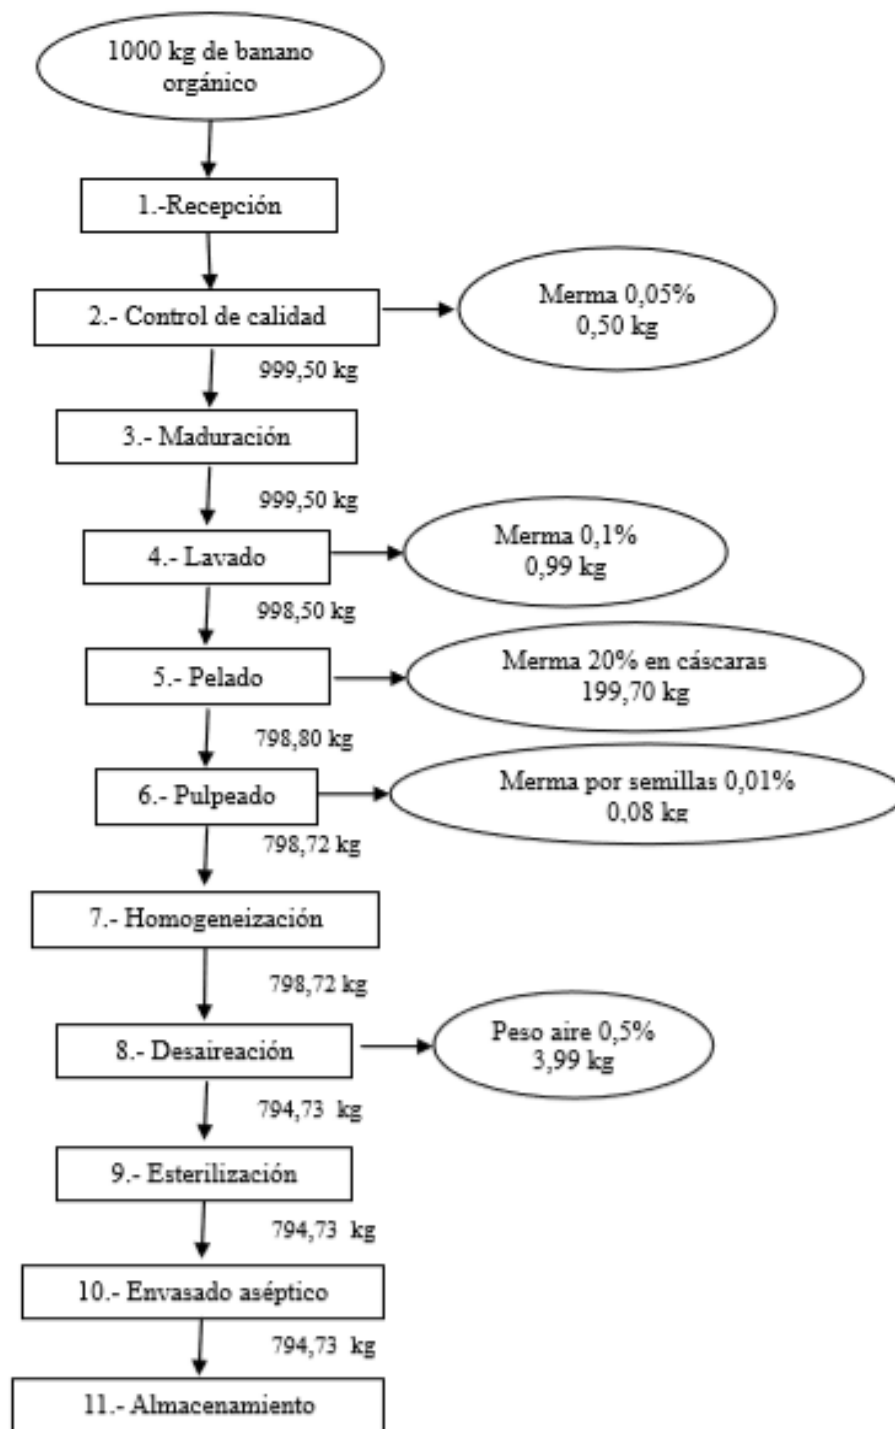 1000 kg de banano
orgánico
1.-Recepción
2.- Control de calidad
Merma 0,05%
0,50 kg
999,50 kg
3.- Maduración
999,50 kg
4.- Lavado
Merma 0,1%
0,99 kg
998,50 kg
5.- Pelado
Merma 20% en cáscaras
199,70 kg
798,80 kg
6.- Pulpeado
Merma por semillas 0,01%
0,08 kg
798,72 kg
7.- Homogeneización
798,72 kg
8.- Desaireación
Peso aire 0,5%
3,99 kg
794,73 kg
9.- Esterilización
794,73 kg
10.- Envasado aséptico
794,73 kg
11.- Almacenamiento